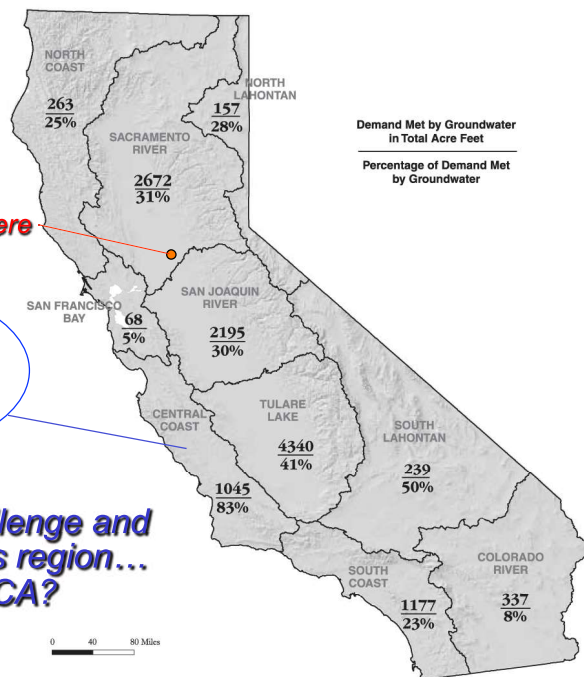 NORTH
COAST
263
25%
NORTH
LAHONTAN
157
28%
Demand Met by Groundwater
in Total Acre Feet
Percentage of Demand Met
by Groundwater
SACRAMENTO
RIVER
2672
31%
ere
SAN FRANCISCO
BAY
68
5%
SAN JOAQUIN
RIVER
2195
30%
CENTRAL
COAST
1045
83%
TULARE
LAKE
4340
41%
SOUTH
LAHONTAN
239
50%
llenge and
s region…
CA?
SOUTH
COAST
1177
23%
COLORADO
RIVER
337
8%
0 40 80 Miles